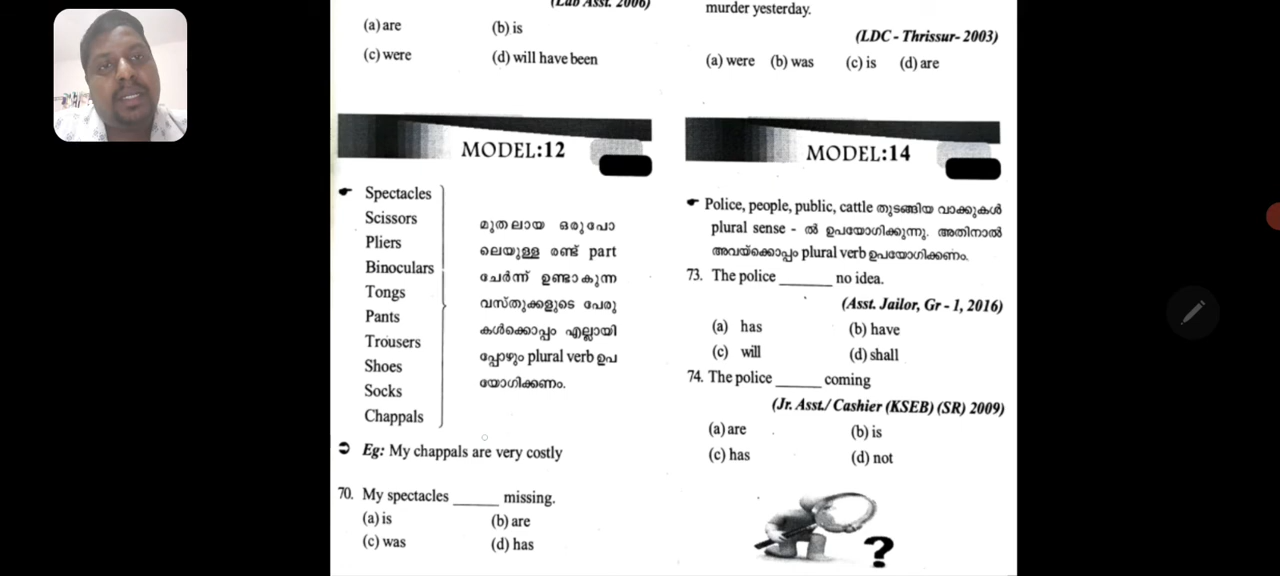 (Lab Asst. 2006)
(a) are (b) is
(c) were (d) will have been
MODEL:12
Spectacles
Scissors
Pliers
Binoculars
Tongs
Pants
Trousers
Shoes
Socks
Chappals
മുതലായ ഒരുപോ
ലെയുള്ള രണ്ട് part
ചേർന്ന് ഉണ്ടാകുന്ന
വസ്തുക്കളുടെ പേരു
കൾക്കൊപ്പം എല്ലായി
പ്പോഴും plural verb ഉപ
യോഗിക്കണം.
Eg: My chappals are very costly
70. My spectacles ______ missing.
(a) is (b) are
(c) was (d) has
murder yesterday.
(LDC - Thrissur- 2003)
(a) were (b) was (c) is (d) are
MODEL:14
Police, people, public, cattle തുടങ്ങിയ വാക്കുകൾ
plural sense - ൽ ഉപയോഗിക്കുന്നു. അതിനാൽ
അവയ്ക്കൊപ്പം plural verb ഉപയോഗിക്കണം.
73. The police ______ no idea.
(Asst. Jailor, Gr - 1, 2016)
(a) has (b) have
(c) will (d) shall
74. The police _____ coming
(Jr. Asst./ Cashier (KSEB) (SR) 2009)
(a) are (b) is
(c) has (d) not
?